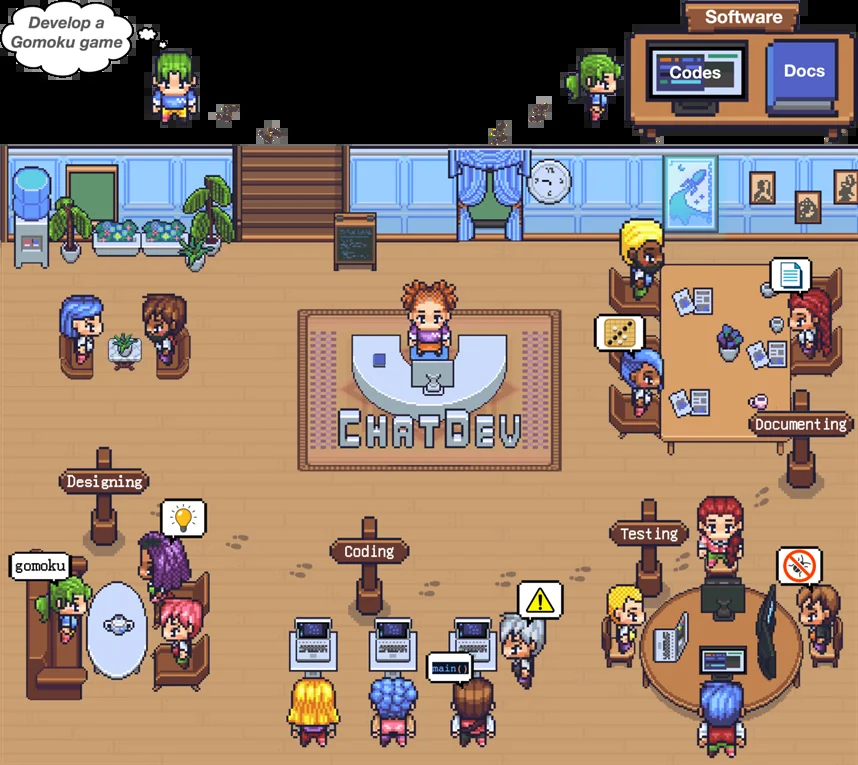 Develop a
Gomoku game
Software
Codes
Docs
CHATDEV
Documenting
Designing
gomoku
Coding
Testing
main()